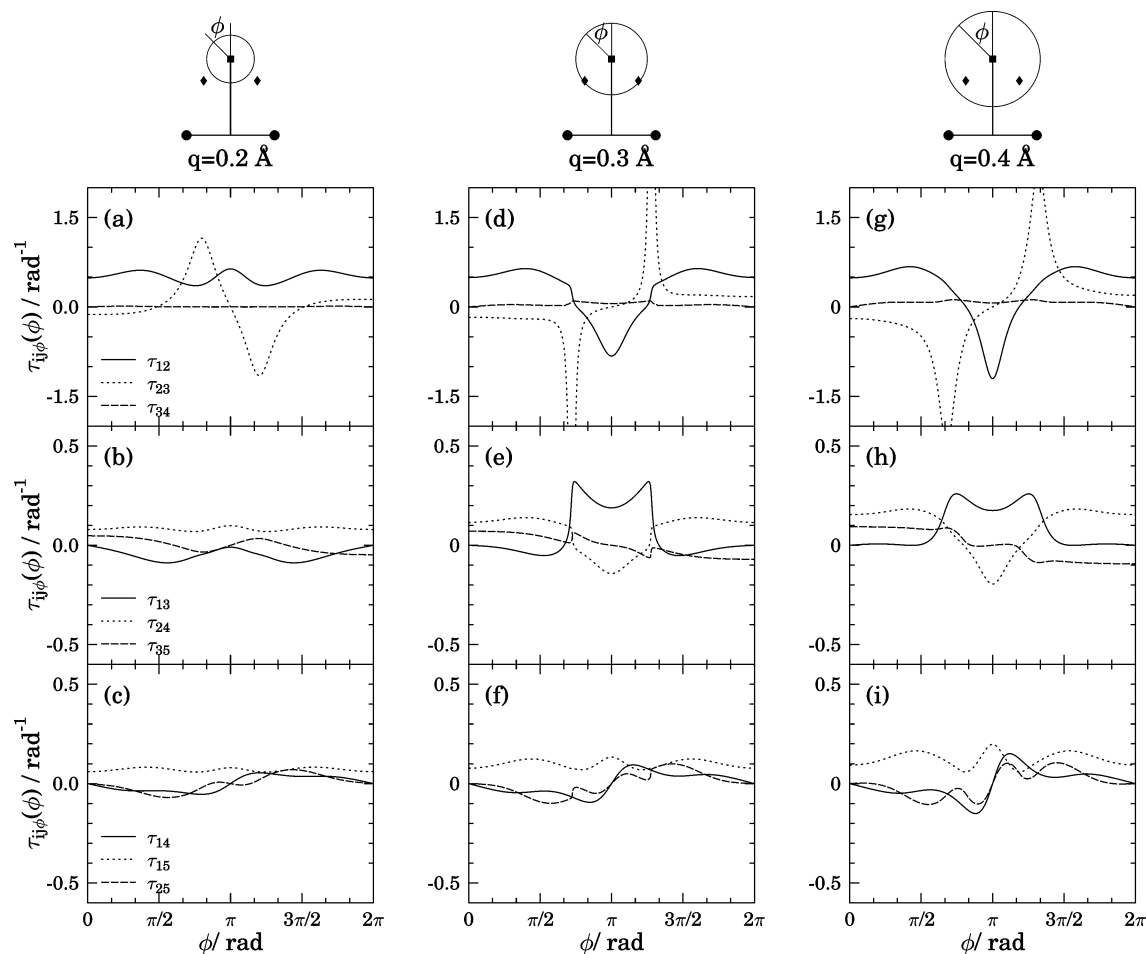 ϕ ϕ ϕ
q=0.2 Å q=0.3 Å q=0.4 Å
τijϕ(ϕ) / rad⁻¹
1.5
0.0
-1.5
(a)
τ12
τ23
τ34
1.5
0
-1.5
(d)
1.5
0
-1.5
(g)
τijϕ(ϕ) / rad⁻¹
0.5
0.0
-0.5
(b)
τ13
τ24
τ35
0.5
0
-0.5
(e)
0.5
0
-0.5
(h)
τijϕ(ϕ) / rad⁻¹
0.5
0.0
-0.5
(c)
τ14
τ15
τ25
0.5
0
-0.5
(f)
0.5
0
-0.5
(i)
0 π/2 π 3π/2 2π
0 π/2 π 3π/2 2π
0 π/2 π 3π/2 2π
ϕ/ rad ϕ/ rad ϕ/ rad